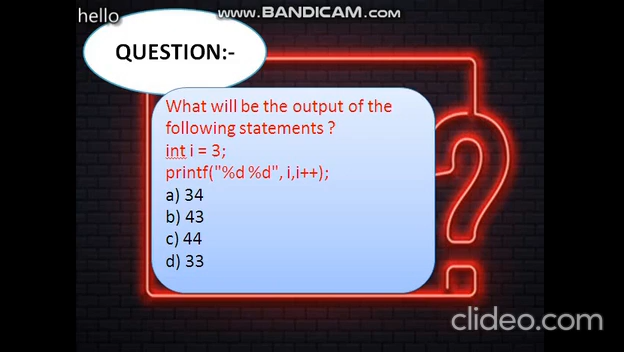 hello
www.BANDICAM.com
QUESTION:-
What will be the output of the
following statements ?
int i = 3;
printf("%d %d", i,i++);
a) 34
b) 43
c) 44
d) 33
clideo.com